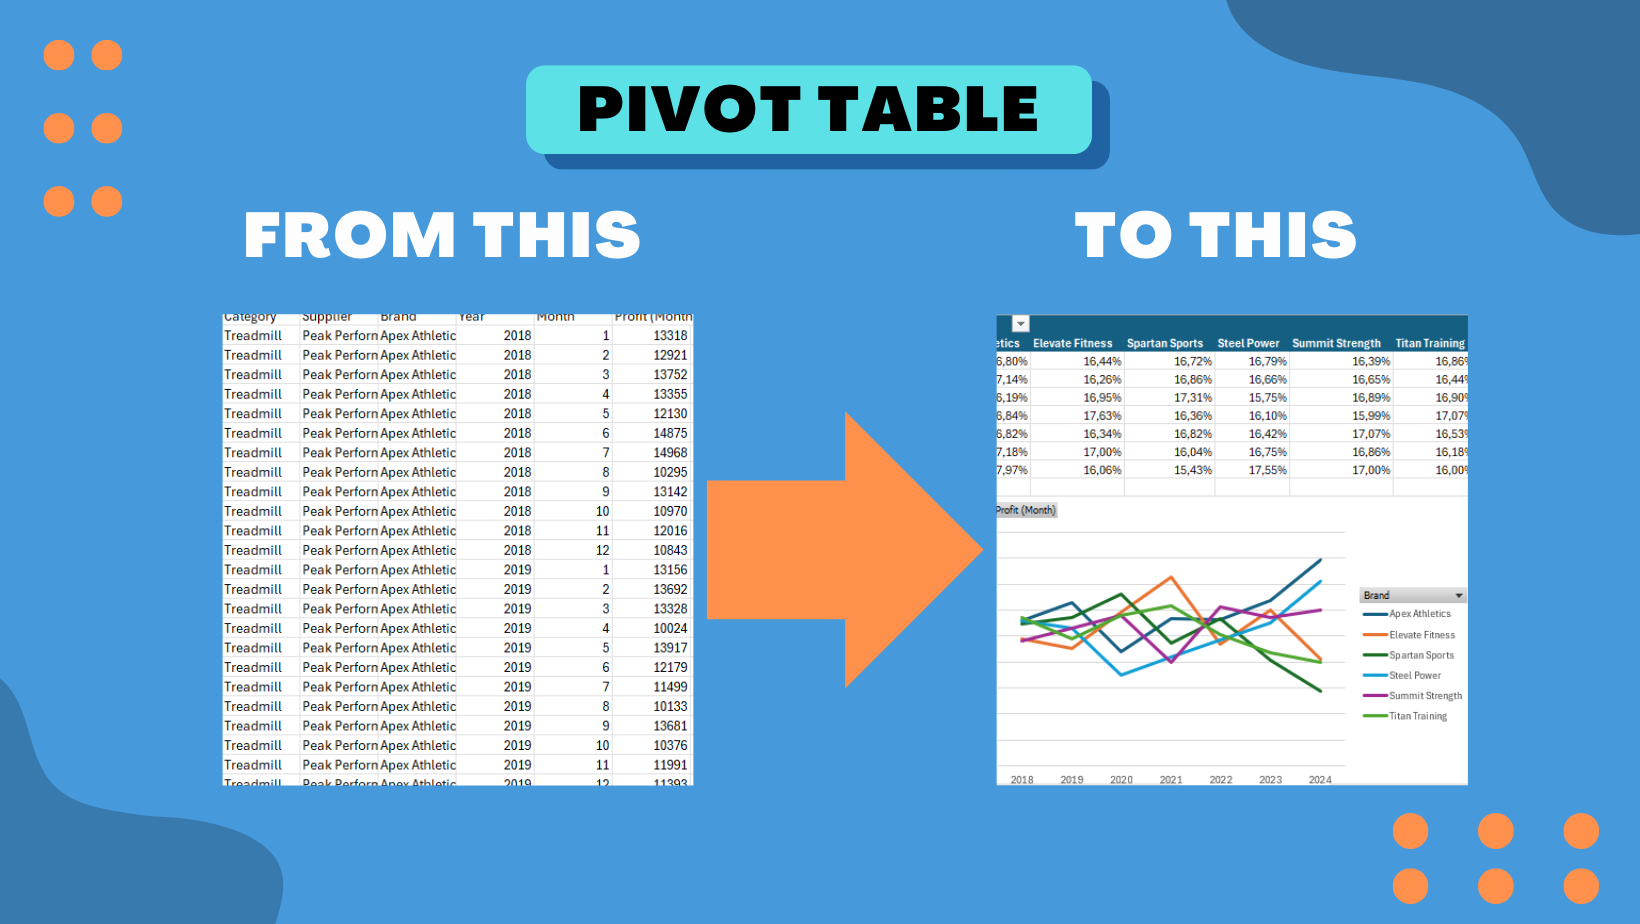 PIVOT TABLE
FROM THIS
TO THIS
Category Supplier Brand Year Month Profit (Month
Treadmill Peak Perforn Apex Athletic 2018 1 13318
Treadmill Peak Perforn Apex Athletic 2018 2 12921
Treadmill Peak Perforn Apex Athletic 2018 3 13752
Treadmill Peak Perforn Apex Athletic 2018 4 13355
Treadmill Peak Perforn Apex Athletic 2018 5 12130
Treadmill Peak Perforn Apex Athletic 2018 6 14875
Treadmill Peak Perforn Apex Athletic 2018 7 14968
Treadmill Peak Perforn Apex Athletic 2018 8 10295
Treadmill Peak Perforn Apex Athletic 2018 9 13142
Treadmill Peak Perforn Apex Athletic 2018 10 10970
Treadmill Peak Perforn Apex Athletic 2018 11 12016
Treadmill Peak Perforn Apex Athletic 2018 12 10843
Treadmill Peak Perforn Apex Athletic 2019 1 13156
Treadmill Peak Perforn Apex Athletic 2019 2 13692
Treadmill Peak Perforn Apex Athletic 2019 3 13328
Treadmill Peak Perforn Apex Athletic 2019 4 10024
Treadmill Peak Perforn Apex Athletic 2019 5 13917
Treadmill Peak Perforn Apex Athletic 2019 6 12179
Treadmill Peak Perforn Apex Athletic 2019 7 11499
Treadmill Peak Perforn Apex Athletic 2019 8 10133
Treadmill Peak Perforn Apex Athletic 2019 9 13681
Treadmill Peak Perforn Apex Athletic 2019 10 10376
Treadmill Peak Perforn Apex Athletic 2019 11 11991
Treadmill Peak Perforn Apex Athletic 2019 12 11393
etics Elevate Fitness Spartan Sports Steel Power Summit Strength Titan Training
6,80% 16,44% 16,72% 16,79% 16,39% 16,86%
7,14% 16,26% 16,86% 16,66% 16,65% 16,44%
6,19% 16,95% 17,31% 15,75% 16,89% 16,90%
6,84% 17,63% 16,36% 16,10% 15,99% 17,07%
6,82% 16,34% 16,82% 16,42% 17,07% 16,53%
7,18% 17,00% 16,04% 16,75% 16,86% 16,18%
7,97% 16,06% 15,43% 17,55% 17,00% 16,00%
Profit (Month)
Brand
Apex Athletics
Elevate Fitness
Spartan Sports
Steel Power
Summit Strength
Titan Training
2018 2019 2020 2021 2022 2023 2024